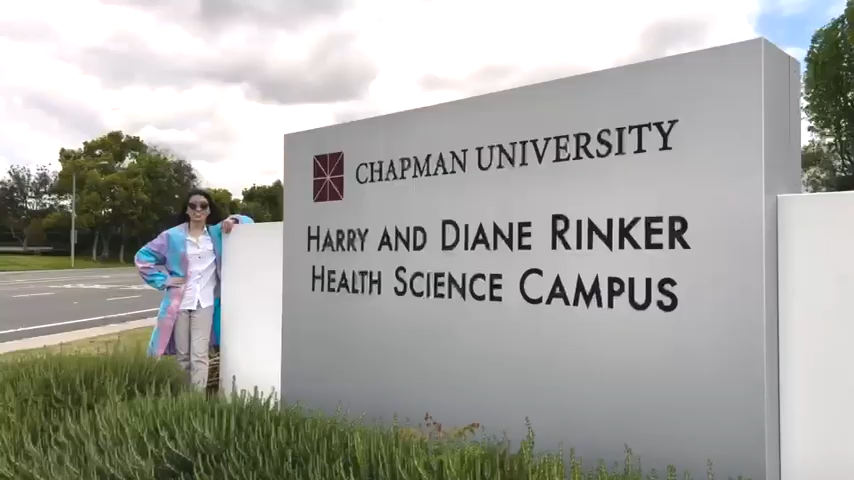 CHAPMAN UNIVERSITY
HARRY AND DIANE RINKER
HEALTH SCIENCE CAMPUS